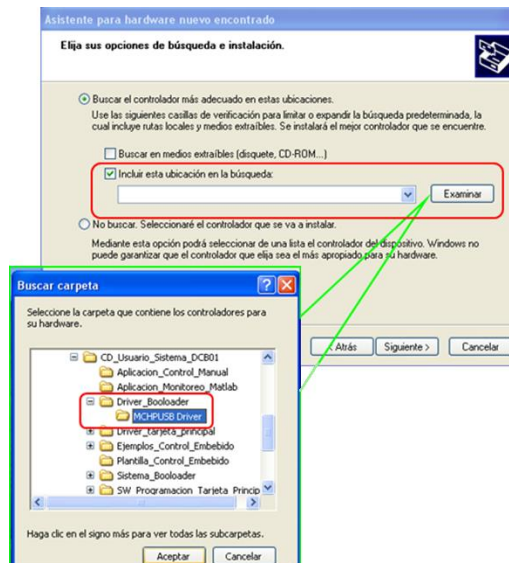 Asistente para hardware nuevo encontrado
Elija sus opciones de búsqueda e instalación.
Buscar el controlador más adecuado en estas ubicaciones.
Use las siguientes casillas de verificación para limitar o expandir la búsqueda predeterminada, la
cual incluye rutas locales y medios extraíbles. Se instalará el mejor controlador que se encuentre.
Buscar en medios extraíbles (disquete, CD-ROM...)
Incluir esta ubicación en la búsqueda:
Examinar
No buscar. Seleccionaré el controlador que se va a instalar.
Mediante esta opción podrá seleccionar de una lista el controlador del dispositivo. Windows no
puede garantizar que el controlador que elija sea el más apropiado para su hardware.
< Atrás Siguiente > Cancelar
Buscar carpeta
Seleccione la carpeta que contiene los controladores para
su hardware.
CD_Usuario_Sistema_DCB01
Aplicacion_Control_Manual
Aplicacion_Monitoreo_Matlab
Driver_Booloader
MCHPUSB Driver
Driver_tarjeta_principal
Ejemplos_Control_Embebido
Plantilla_Control_Embebido
Sistema_Booloader
SW_Programacion_Tarjeta_Princip
Haga clic en el signo más para ver todas las subcarpetas.
Aceptar Cancelar